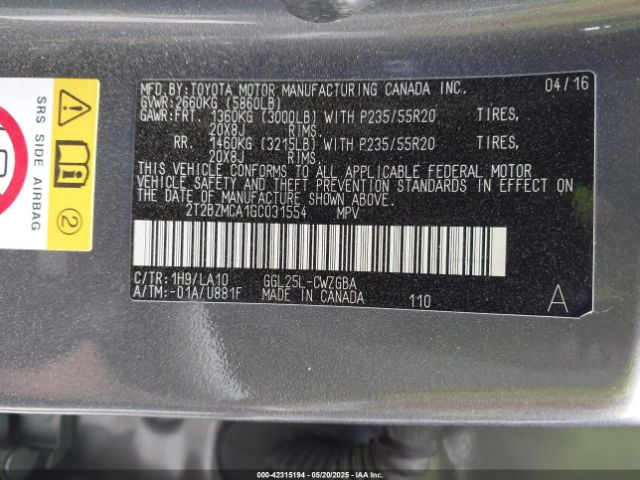 MFD.BY:TOYOTA MOTOR MANUFACTURING CANADA INC. 04/16
GVWR:2660KG (5860LB)
GAWR:FRT. 1360KG (3000LB) WITH P235/55R20 TIRES,
20X8J RIMS.
RR. 1460KG (3215LB) WITH P235/55R20 TIRES,
20X8J RIMS.
THIS VEHICLE CONFORMS TO ALL APPLICABLE FEDERAL MOTOR
VEHICLE SAFETY AND THEFT PREVENTION STANDARDS IN EFFECT ON
THE DATE OF MANUFACTURE SHOWN ABOVE.
2T2BZMCA1GC031554 MPV
C/TR:1H9/LA10 GGL25L-CWZGBA
A/TM:-01A/U881F MADE IN CANADA 110 A
SRS SIDE AIRBAG
2
000-42315194 05/20/2025 IAAI.COM